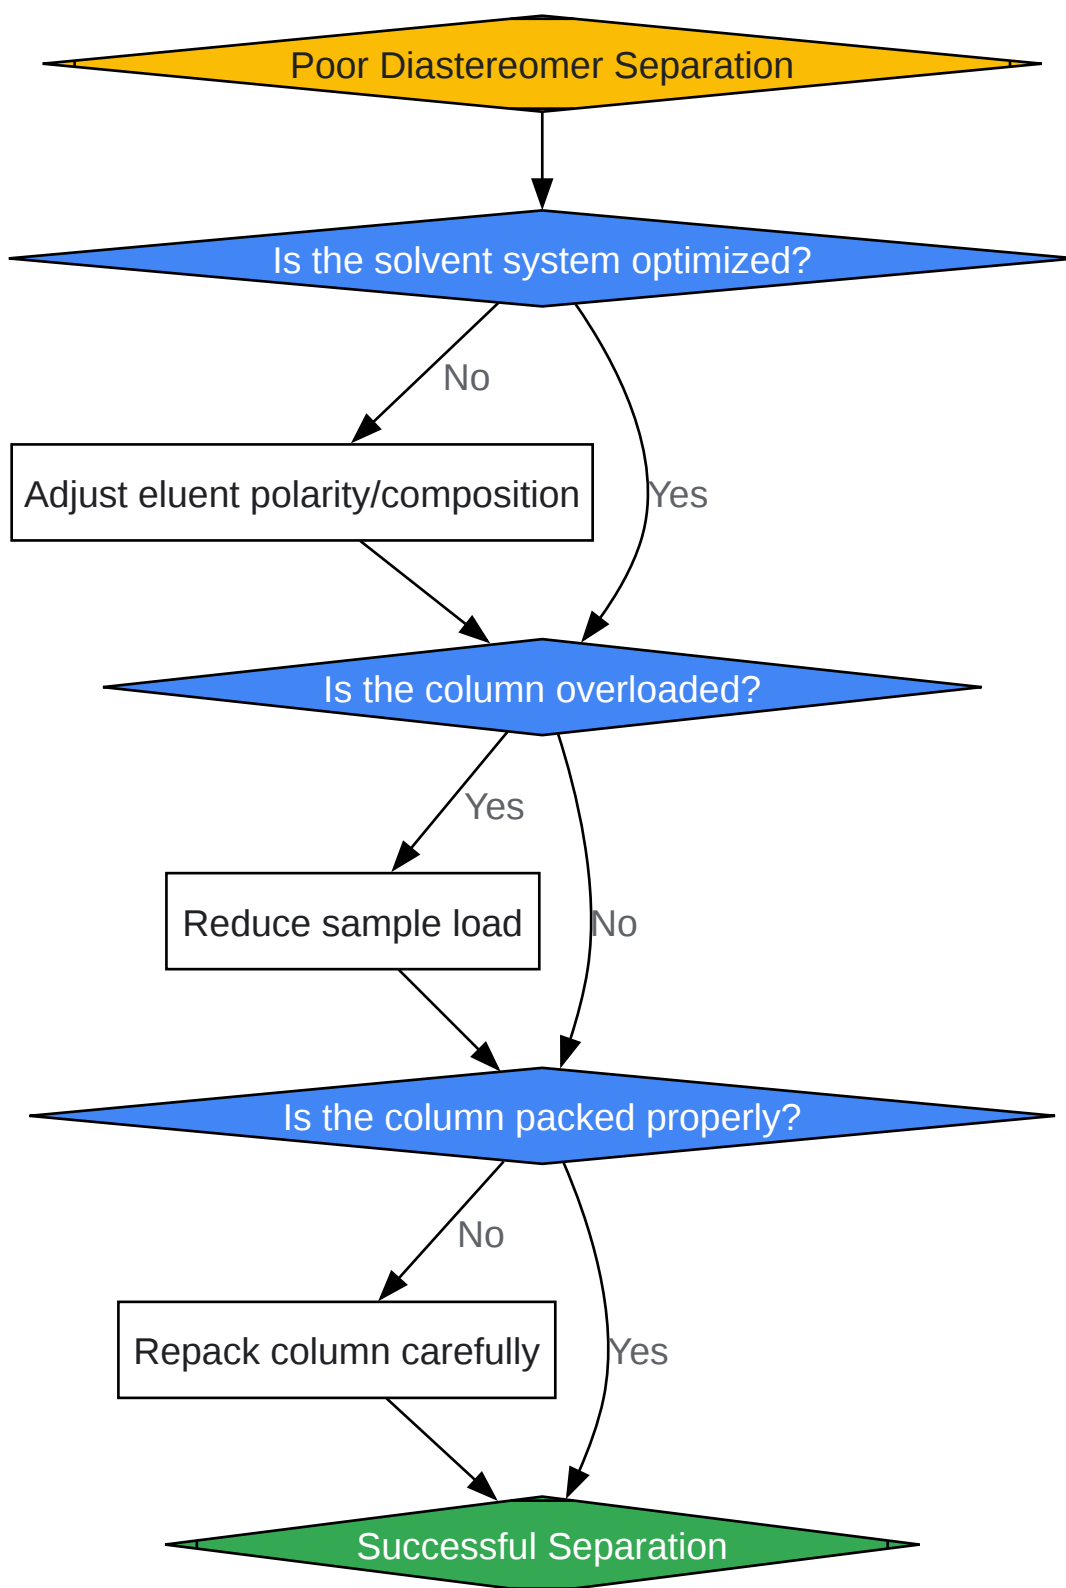 Poor Diastereomer Separation
Is the solvent system optimized?
No
Adjust eluent polarity/composition
Yes
Is the column overloaded?
Yes
Reduce sample load
No
Is the column packed properly?
No
Repack column carefully
Yes
Successful Separation